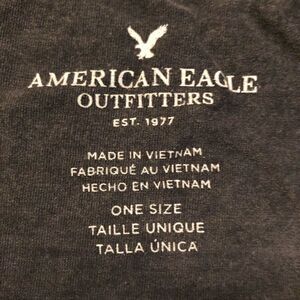 AMERICAN EAGLE
OUTFITTERS
EST. 1977
MADE IN VIETNAM
FABRIQUÉ AU VIETNAM
HECHO EN VIETNAM
ONE SIZE
TAILLE UNIQUE
TALLA ÚNICA